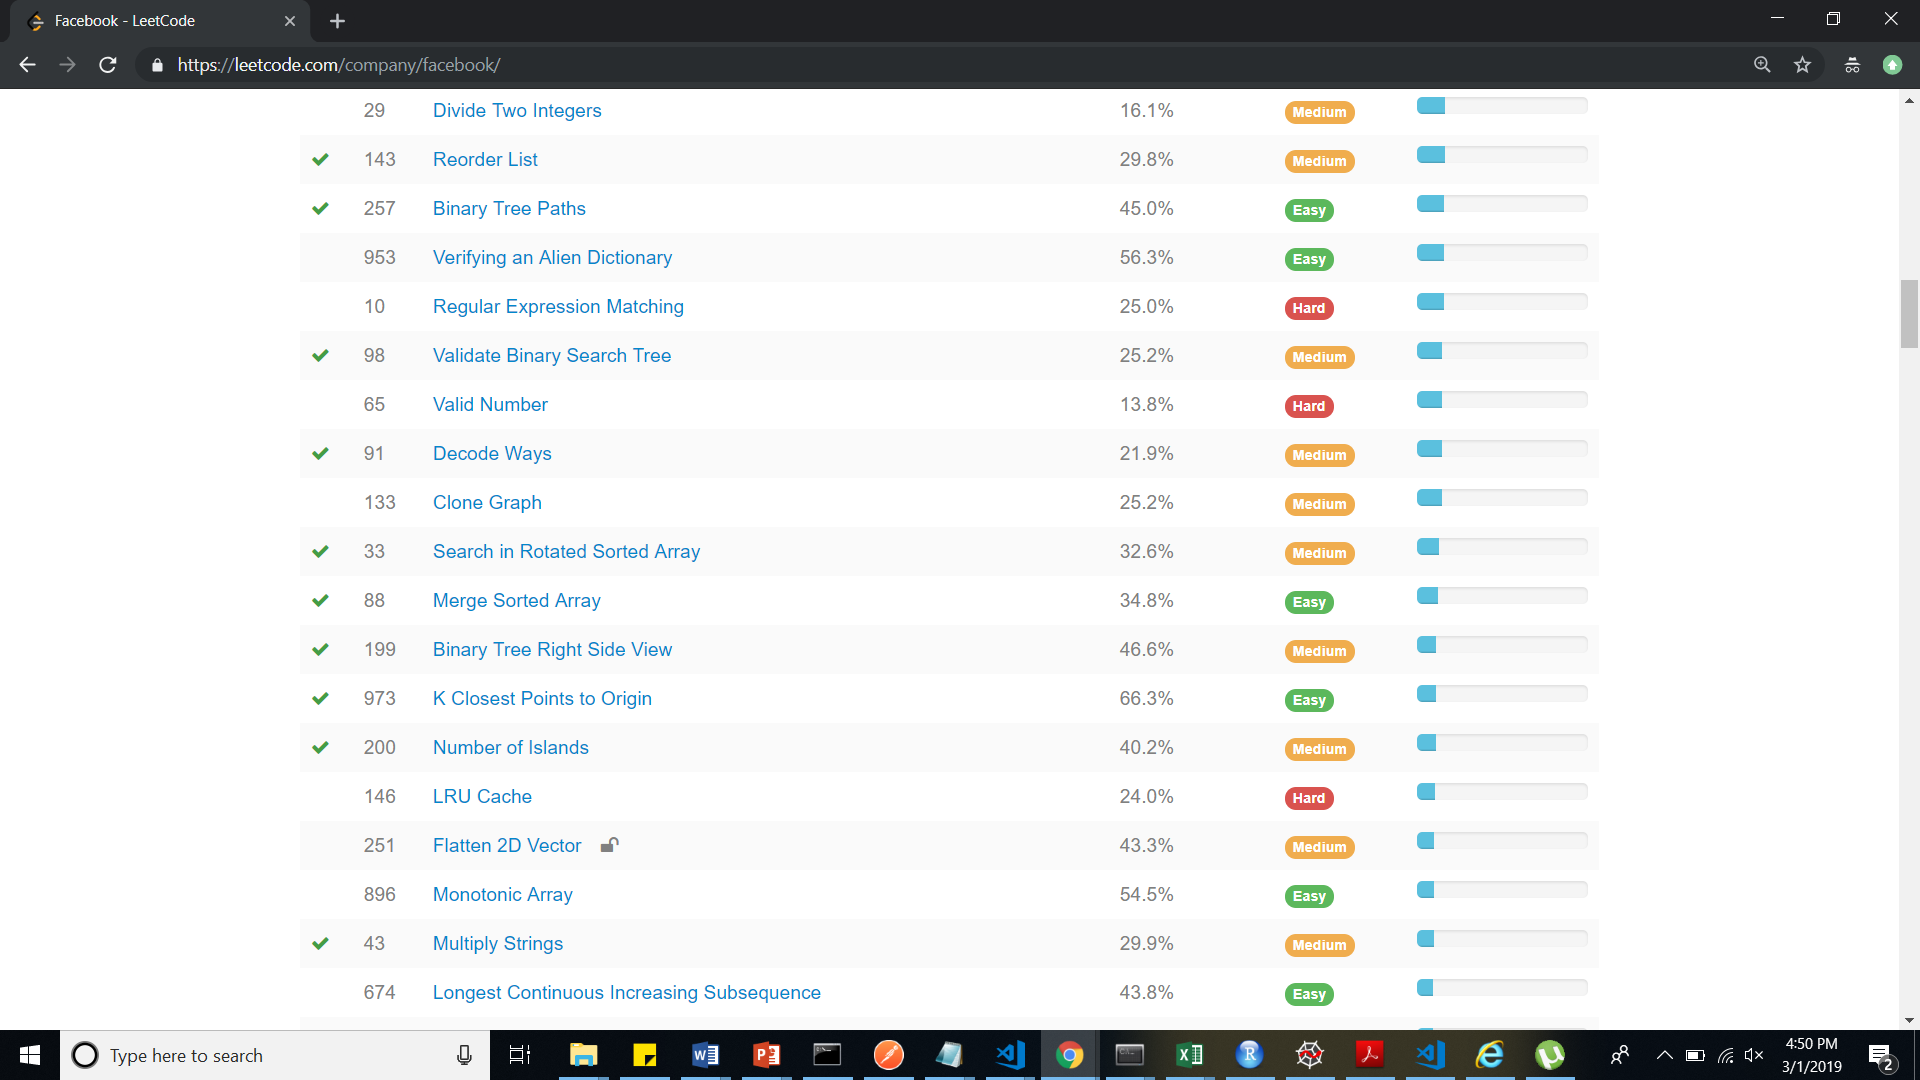 Facebook - LeetCode
https://leetcode.com/company/facebook/
29 Divide Two Integers 16.1% Medium
143 Reorder List 29.8% Medium
257 Binary Tree Paths 45.0% Easy
953 Verifying an Alien Dictionary 56.3% Easy
10 Regular Expression Matching 25.0% Hard
98 Validate Binary Search Tree 25.2% Medium
65 Valid Number 13.8% Hard
91 Decode Ways 21.9% Medium
133 Clone Graph 25.2% Medium
33 Search in Rotated Sorted Array 32.6% Medium
88 Merge Sorted Array 34.8% Easy
199 Binary Tree Right Side View 46.6% Medium
973 K Closest Points to Origin 66.3% Easy
200 Number of Islands 40.2% Medium
146 LRU Cache 24.0% Hard
251 Flatten 2D Vector 43.3% Medium
896 Monotonic Array 54.5% Easy
43 Multiply Strings 29.9% Medium
674 Longest Continuous Increasing Subsequence 43.8% Easy
Type here to search
4:50 PM
3/1/2019
2